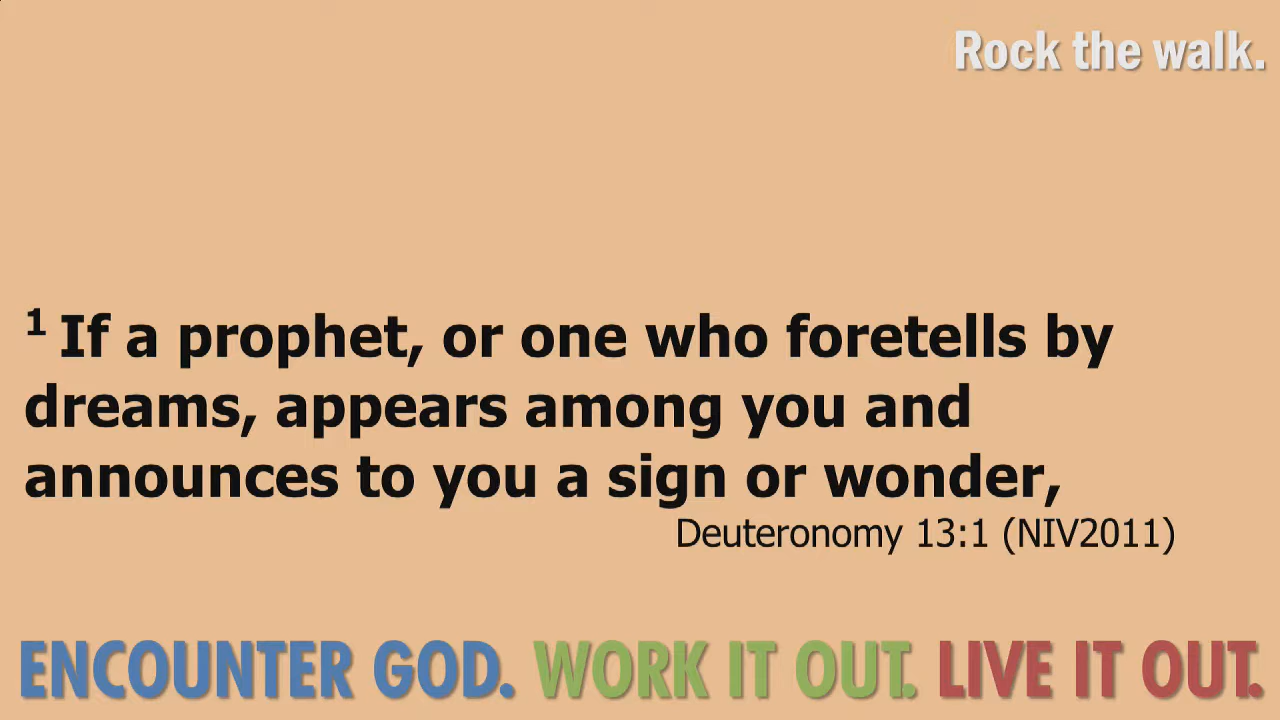 Rock the walk.
1 If a prophet, or one who foretells by
dreams, appears among you and
announces to you a sign or wonder,
Deuteronomy 13:1 (NIV2011)
ENCOUNTER GOD. WORK IT OUT. LIVE IT OUT.